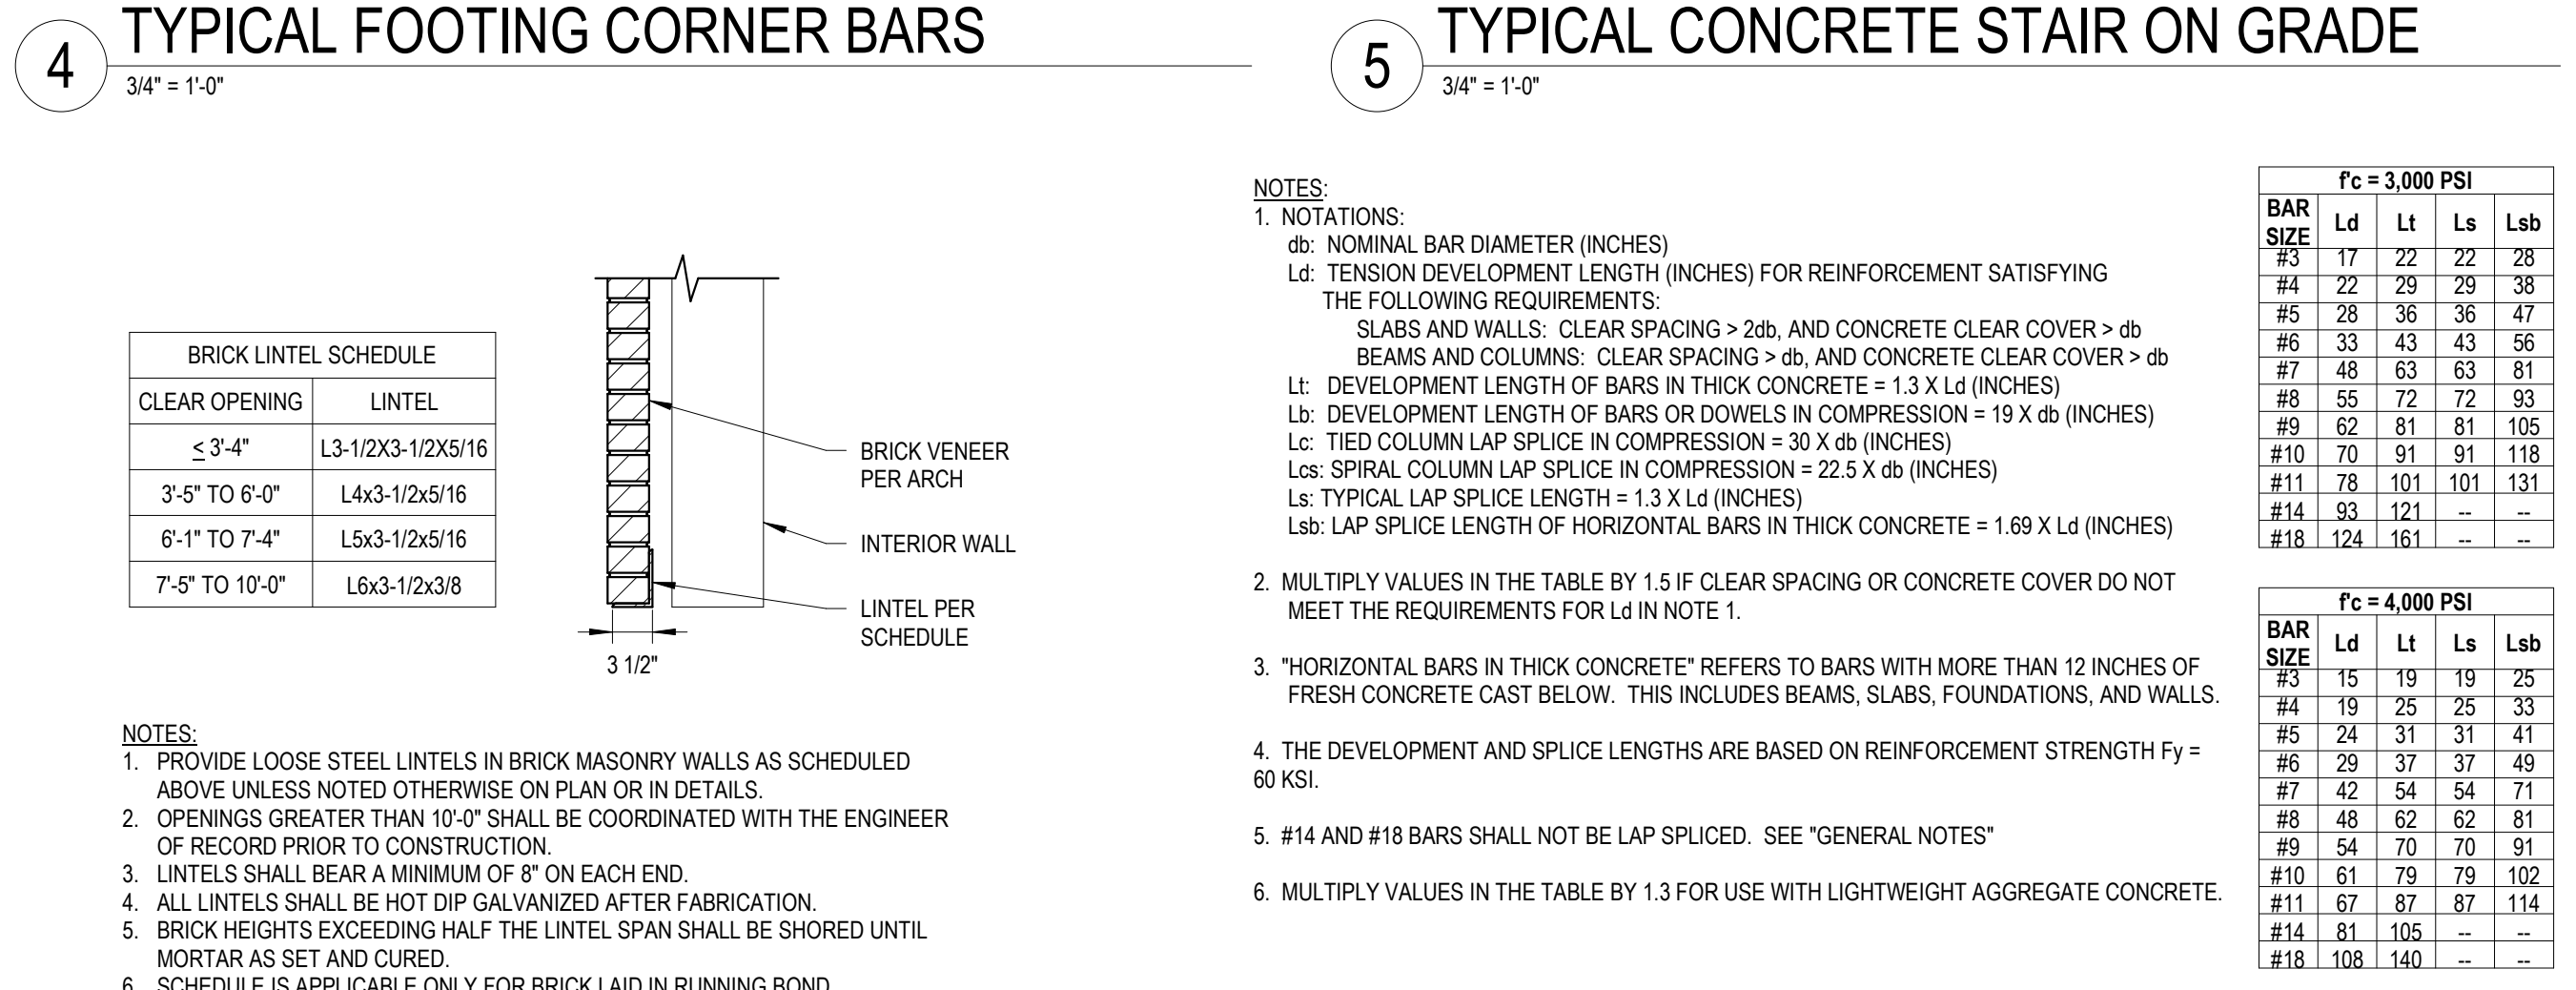 4
TYPICAL FOOTING CORNER BARS
3/4" = 1'-0"
5
TYPICAL CONCRETE STAIR ON GRADE
3/4" = 1'-0"
BRICK LINTEL SCHEDULE
CLEAR OPENING LINTEL
≤ 3'-4" L3-1/2X3-1/2X5/16
3'-5" TO 6'-0" L4x3-1/2x5/16
6'-1" TO 7'-4" L5x3-1/2x5/16
7'-5" TO 10'-0" L6x3-1/2x3/8
BRICK VENEER
PER ARCH
INTERIOR WALL
LINTEL PER
SCHEDULE
3 1/2"
NOTES:
1. PROVIDE LOOSE STEEL LINTELS IN BRICK MASONRY WALLS AS SCHEDULED
ABOVE UNLESS NOTED OTHERWISE ON PLAN OR IN DETAILS.
2. OPENINGS GREATER THAN 10'-0" SHALL BE COORDINATED WITH THE ENGINEER
OF RECORD PRIOR TO CONSTRUCTION.
3. LINTELS SHALL BEAR A MINIMUM OF 8" ON EACH END.
4. ALL LINTELS SHALL BE HOT DIP GALVANIZED AFTER FABRICATION.
5. BRICK HEIGHTS EXCEEDING HALF THE LINTEL SPAN SHALL BE SHORED UNTIL
MORTAR AS SET AND CURED.
6. SCHEDULE IS APPLICABLE ONLY FOR BRICK LAID IN RUNNING BOND
NOTES:
1. NOTATIONS:
db: NOMINAL BAR DIAMETER (INCHES)
Ld: TENSION DEVELOPMENT LENGTH (INCHES) FOR REINFORCEMENT SATISFYING
THE FOLLOWING REQUIREMENTS:
SLABS AND WALLS: CLEAR SPACING > 2db, AND CONCRETE CLEAR COVER > db
BEAMS AND COLUMNS: CLEAR SPACING > db, AND CONCRETE CLEAR COVER > db
Lt: DEVELOPMENT LENGTH OF BARS IN THICK CONCRETE = 1.3 X Ld (INCHES)
Lb: DEVELOPMENT LENGTH OF BARS OR DOWELS IN COMPRESSION = 19 X db (INCHES)
Lc: TIED COLUMN LAP SPLICE IN COMPRESSION = 30 X db (INCHES)
Lcs: SPIRAL COLUMN LAP SPLICE IN COMPRESSION = 22.5 X db (INCHES)
Ls: TYPICAL LAP SPLICE LENGTH = 1.3 X Ld (INCHES)
Lsb: LAP SPLICE LENGTH OF HORIZONTAL BARS IN THICK CONCRETE = 1.69 X Ld (INCHES)
2. MULTIPLY VALUES IN THE TABLE BY 1.5 IF CLEAR SPACING OR CONCRETE COVER DO NOT
MEET THE REQUIREMENTS FOR Ld IN NOTE 1.
3. "HORIZONTAL BARS IN THICK CONCRETE" REFERS TO BARS WITH MORE THAN 12 INCHES OF
FRESH CONCRETE CAST BELOW. THIS INCLUDES BEAMS, SLABS, FOUNDATIONS, AND WALLS.
4. THE DEVELOPMENT AND SPLICE LENGTHS ARE BASED ON REINFORCEMENT STRENGTH Fy =
60 KSI.
5. #14 AND #18 BARS SHALL NOT BE LAP SPLICED. SEE "GENERAL NOTES"
6. MULTIPLY VALUES IN THE TABLE BY 1.3 FOR USE WITH LIGHTWEIGHT AGGREGATE CONCRETE.
f'c = 3,000 PSI
BAR SIZE Ld Lt Ls Lsb
#3 17 22 22 28
#4 22 29 29 38
#5 28 36 36 47
#6 33 43 43 56
#7 48 63 63 81
#8 55 72 72 93
#9 62 81 81 105
#10 70 91 91 118
#11 78 101 101 131
#14 93 121 -- --
#18 124 161 -- --
f'c = 4,000 PSI
BAR SIZE Ld Lt Ls Lsb
#3 15 19 19 25
#4 19 25 25 33
#5 24 31 31 41
#6 29 37 37 49
#7 42 54 54 71
#8 48 62 62 81
#9 54 70 70 91
#10 61 79 79 102
#11 67 87 87 114
#14 81 105 -- --
#18 108 140 -- --